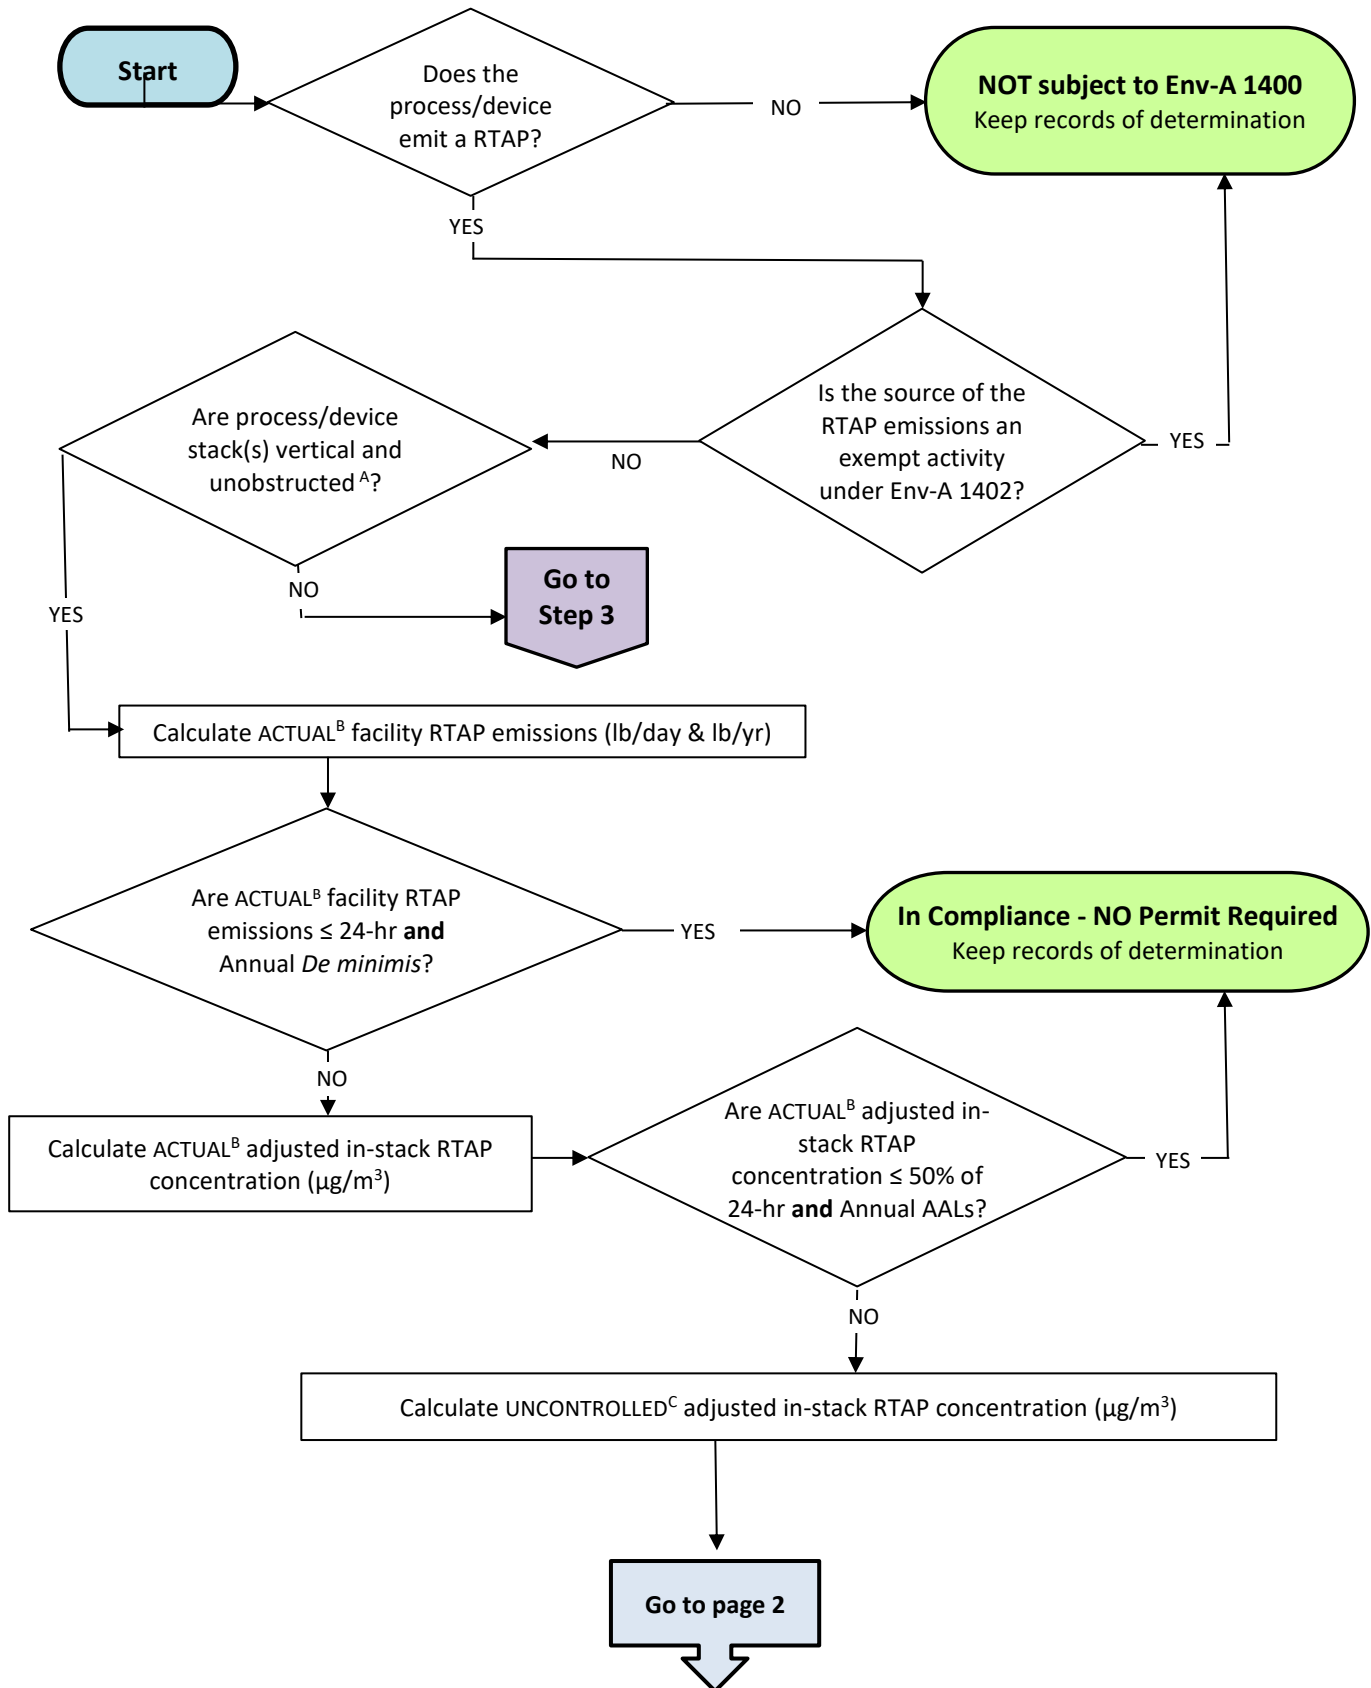 Start
Does the
process/device
emit a RTAP?
NO
NOT subject to Env-A 1400
Keep records of determination
YES
Is the source of the
RTAP emissions an
exempt activity
under Env-A 1402?
YES
NO
Are process/device
stack(s) vertical and
unobstructed A?
NO
Go to
Step 3
YES
Calculate ACTUALB facility RTAP emissions (lb/day & lb/yr)
Are ACTUALB facility RTAP
emissions ≤ 24-hr and
Annual De minimis?
YES
In Compliance - NO Permit Required
Keep records of determination
NO
Calculate ACTUALB adjusted in-stack RTAP
concentration (µg/m3)
Are ACTUALB adjusted in-
stack RTAP
concentration ≤ 50% of
24-hr and Annual AALs?
YES
NO
Calculate UNCONTROLLEDC adjusted in-stack RTAP concentration (µg/m3)
Go to page 2